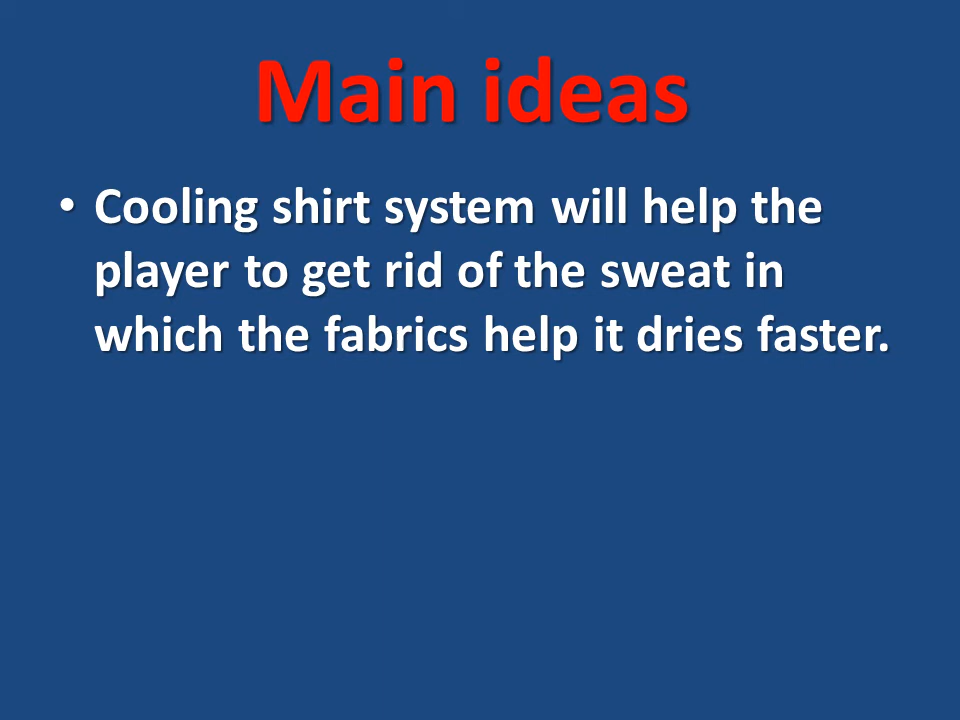 Main ideas
• Cooling shirt system will help the
player to get rid of the sweat in
which the fabrics help it dries faster.